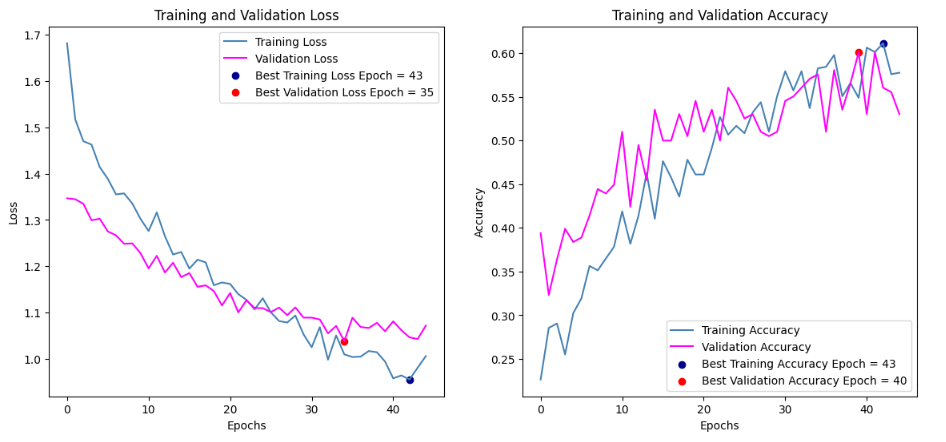 Training and Validation Loss
1.7
1.6
1.5
1.4
1.3
1.2
1.1
1.0
Loss
0
10
20
30
40
Epochs
Training Loss
Validation Loss
Best Training Loss Epoch = 43
Best Validation Loss Epoch = 35
Training and Validation Accuracy
0.60
0.55
0.50
0.45
0.40
0.35
0.30
0.25
Accuracy
0
10
20
30
40
Epochs
Training Accuracy
Validation Accuracy
Best Training Accuracy Epoch = 43
Best Validation Accuracy Epoch = 40